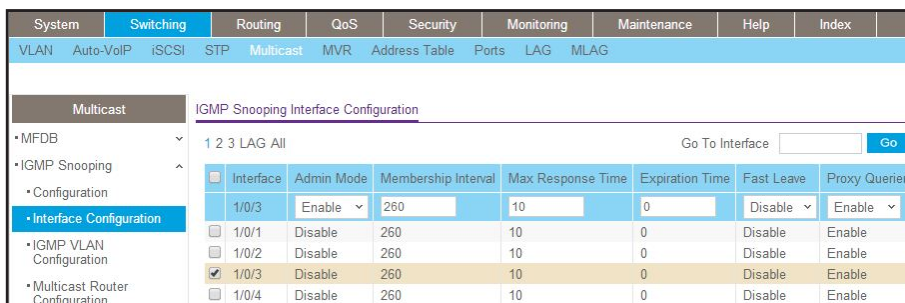 System Switching Routing QoS Security Monitoring Maintenance Help Index
VLAN Auto-VoIP iSCSI STP Multicast MVR Address Table Ports LAG MLAG
Multicast
• MFDB
• IGMP Snooping
• Configuration
• Interface Configuration
• IGMP VLAN
Configuration
• Multicast Router
Configuration
IGMP Snooping Interface Configuration
1 2 3 LAG All Go To Interface Go
Interface Admin Mode Membership Interval Max Response Time Expiration Time Fast Leave Proxy Querier
1/0/3 Enable 260 10 0 Disable Enable
1/0/1 Disable 260 10 0 Disable Enable
1/0/2 Disable 260 10 0 Disable Enable
1/0/3 Disable 260 10 0 Disable Enable
1/0/4 Disable 260 10 0 Disable Enable